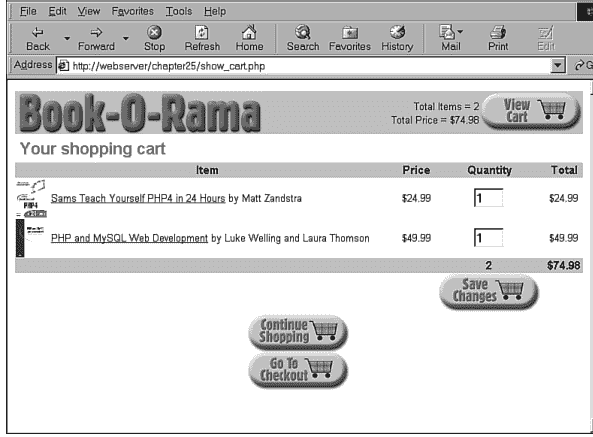 File Edit View Favorites Tools Help
Back Forward Stop Refresh Home Search Favorites History Mail Print Edit
Address http://webserver/chapter25/show_cart.php G
Book-O-Rama
Total Items = 2
Total Price = $74.98
View Cart
Your shopping cart
Item Price Quantity Total
PHP4
Sams Teach Yourself PHP4 in 24 Hours by Matt Zandstra $24.99 1 $24.99
PHP and MySQL Web Development by Luke Welling and Laura Thomson $49.99 1 $49.99
2 $74.98
Save Changes
Continue Shopping
Go To Checkout